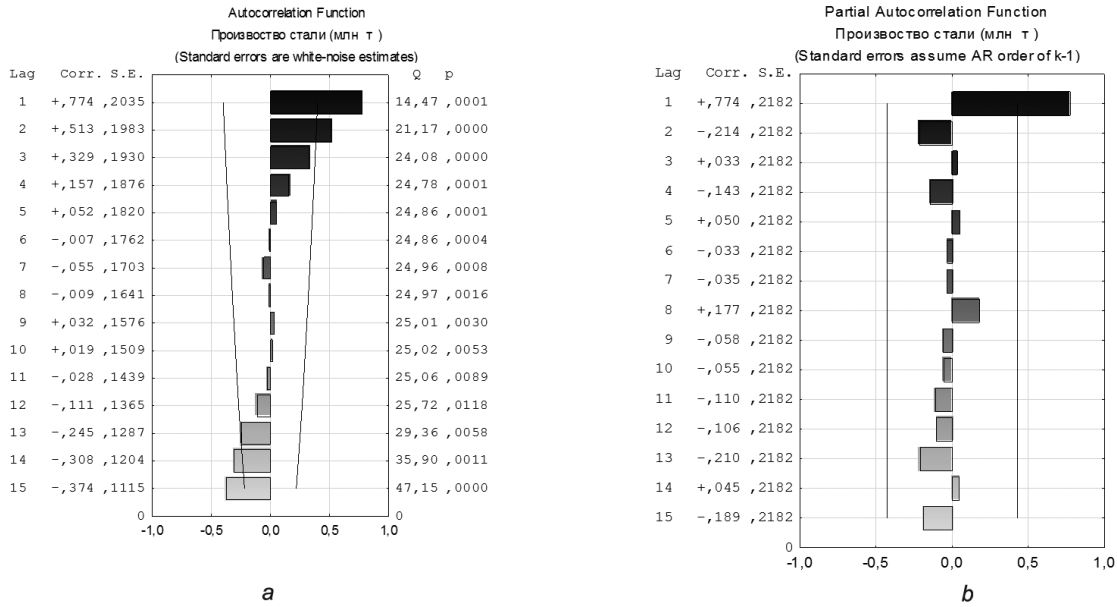 Autocorrelation Function
Произвоство стали (млн т )
(Standard errors are white-noise estimates)
Lag Corr. S.E. Q p
1 +,774 ,2035 14,47 ,0001
2 +,513 ,1983 21,17 ,0000
3 +,329 ,1930 24,08 ,0000
4 +,157 ,1876 24,78 ,0001
5 +,052 ,1820 24,86 ,0001
6 -,007 ,1762 24,86 ,0004
7 -,055 ,1703 24,96 ,0008
8 -,009 ,1641 24,97 ,0016
9 +,032 ,1576 25,01 ,0030
10 +,019 ,1509 25,02 ,0053
11 -,028 ,1439 25,06 ,0089
12 -,111 ,1365 25,72 ,0118
13 -,245 ,1287 29,36 ,0058
14 -,308 ,1204 35,90 ,0011
15 -,374 ,1115 47,15 ,0000
0 0
-1,0 -0,5 0,0 0,5 1,0
a
Partial Autocorrelation Function
Произвоство стали (млн т )
(Standard errors assume AR order of k-1)
Lag Corr. S.E.
1 +,774 ,2182
2 -,214 ,2182
3 +,033 ,2182
4 -,143 ,2182
5 +,050 ,2182
6 -,033 ,2182
7 -,035 ,2182
8 +,177 ,2182
9 -,058 ,2182
10 -,055 ,2182
11 -,110 ,2182
12 -,106 ,2182
13 -,210 ,2182
14 +,045 ,2182
15 -,189 ,2182
0
-1,0 -0,5 0,0 0,5 1,0
b